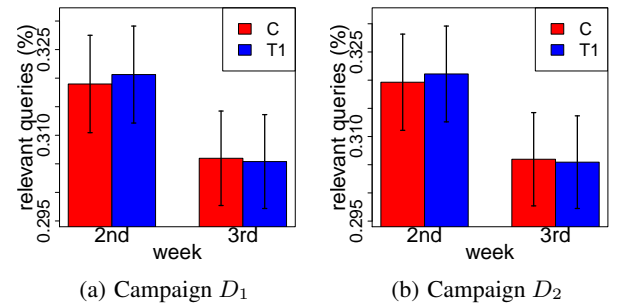 relevant queries (%)
0.295 0.310 0.325
C
T1
2nd 3rd
week
(a) Campaign D1
relevant queries (%)
0.295 0.310 0.325
C
T1
2nd 3rd
week
(b) Campaign D2